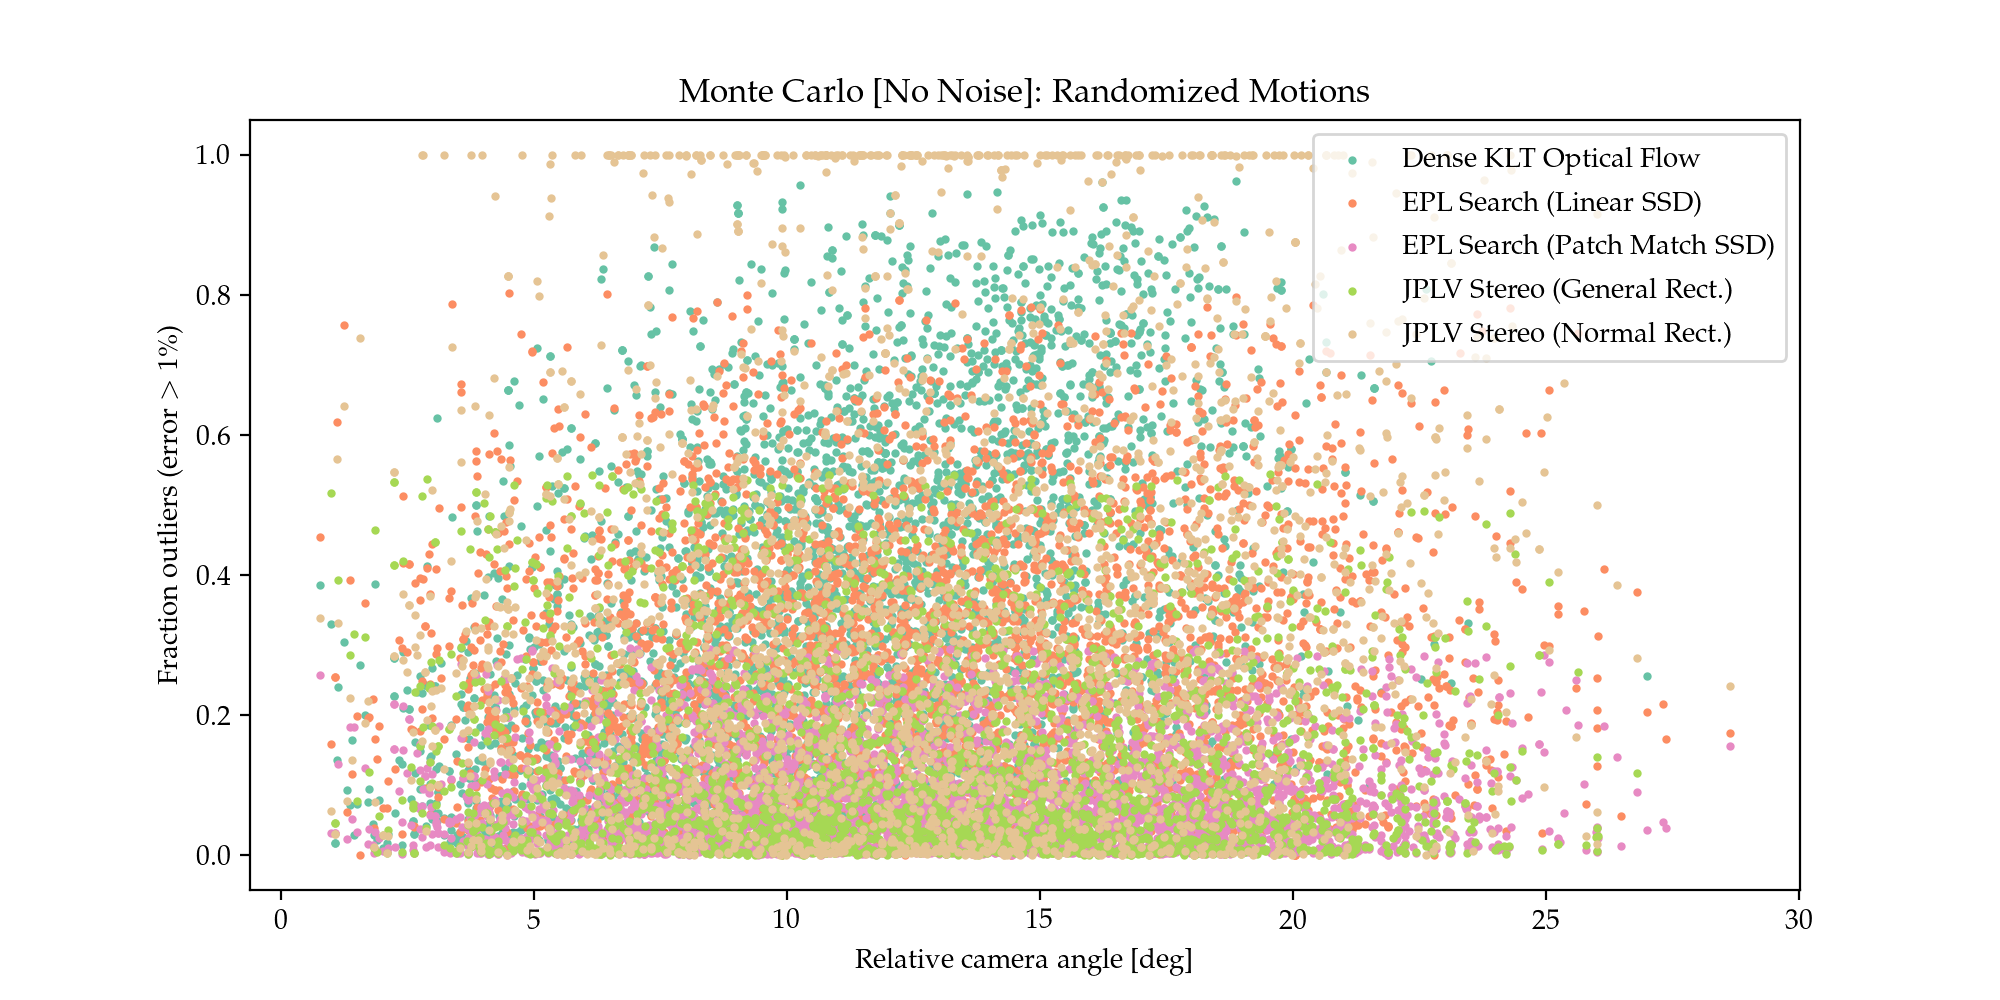 Monte Carlo [No Noise]: Randomized Motions
1.0
0.8
0.6
0.4
0.2
0.0
Fraction outliers (error > 1%)
Dense KLT Optical Flow
EPL Search (Linear SSD)
EPL Search (Patch Match SSD)
JPLV Stereo (General Rect.)
JPLV Stereo (Normal Rect.)
0 5 10 15 20 25 30
Relative camera angle [deg]